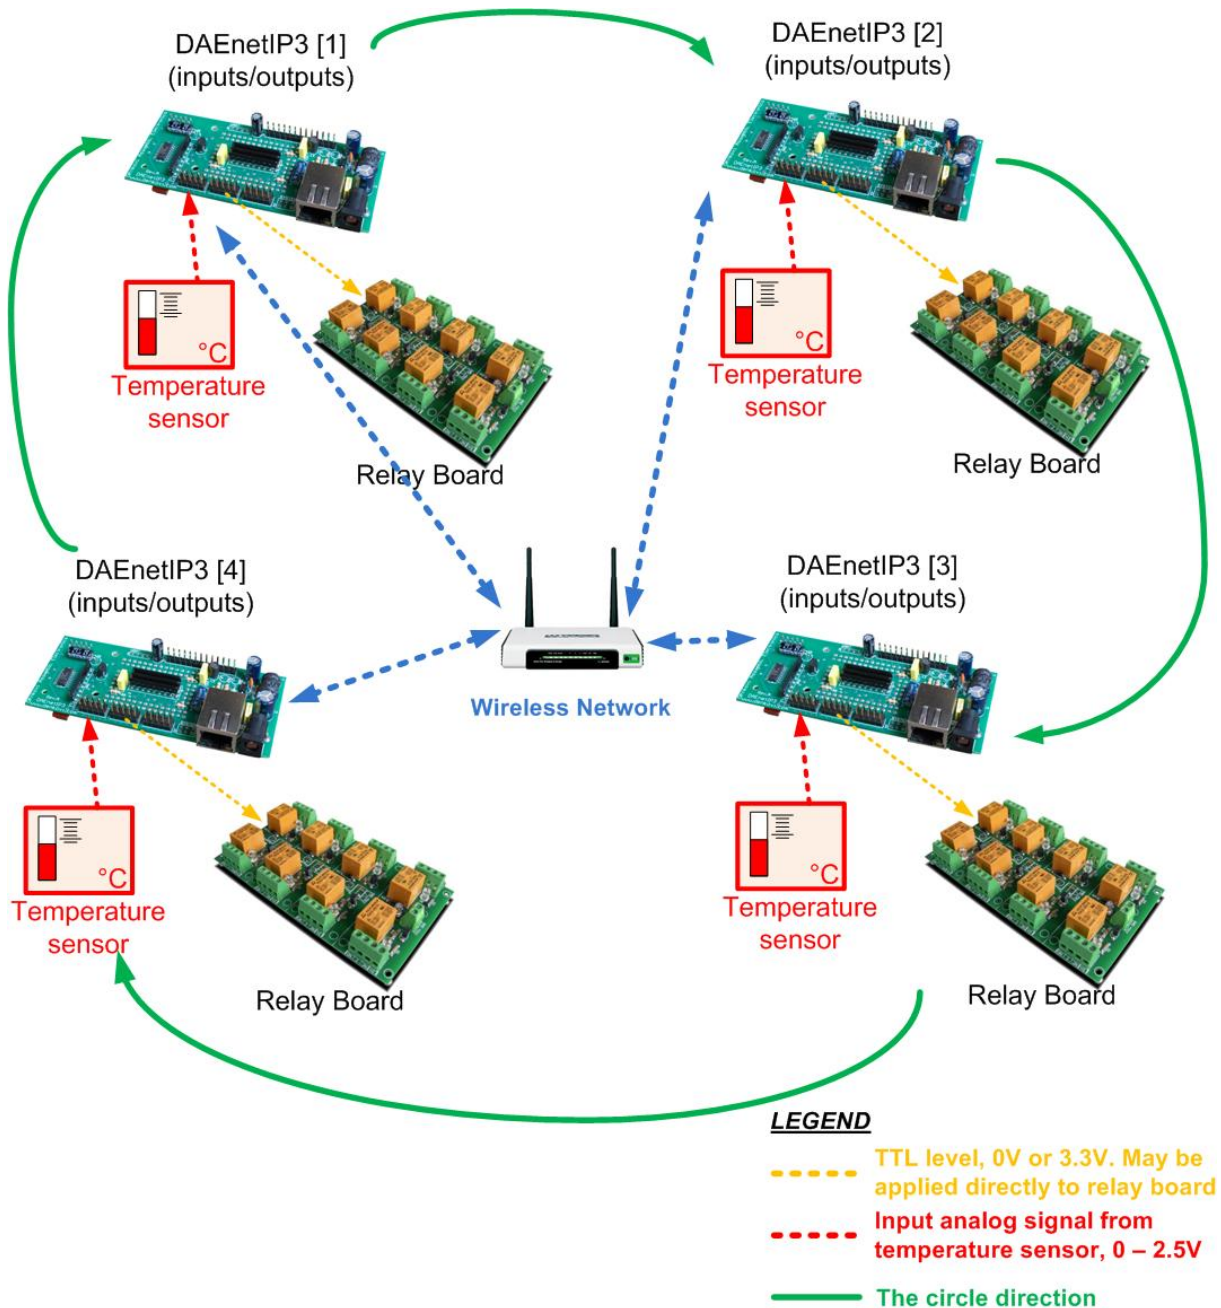 DAEnetIP3 [1]
(inputs/outputs)
DAEnetIP3 [2]
(inputs/outputs)
°C
Temperature
sensor
Relay Board
°C
Temperature
sensor
Relay Board
DAEnetIP3 [4]
(inputs/outputs)
DAEnetIP3 [3]
(inputs/outputs)
Wireless Network
°C
Temperature
sensor
Relay Board
°C
Temperature
sensor
Relay Board
LEGEND
TTL level, 0V or 3.3V. May be
applied directly to relay board
Input analog signal from
temperature sensor, 0 – 2.5V
The circle direction